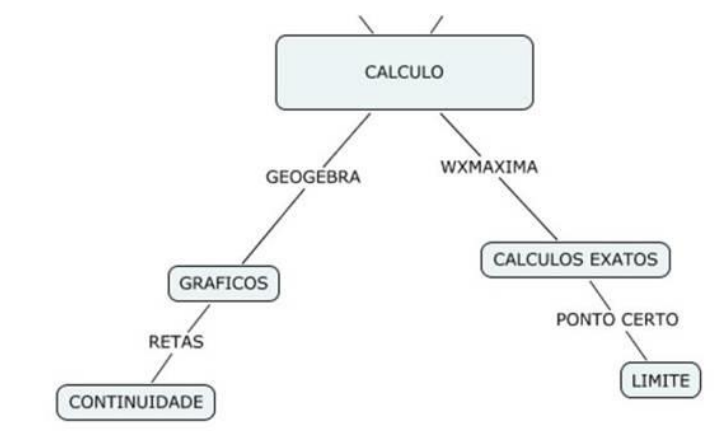 CALCULO
GEOGEBRA
WXMAXIMA
GRAFICOS
CALCULOS EXATOS
RETAS
PONTO CERTO
CONTINUIDADE
LIMITE